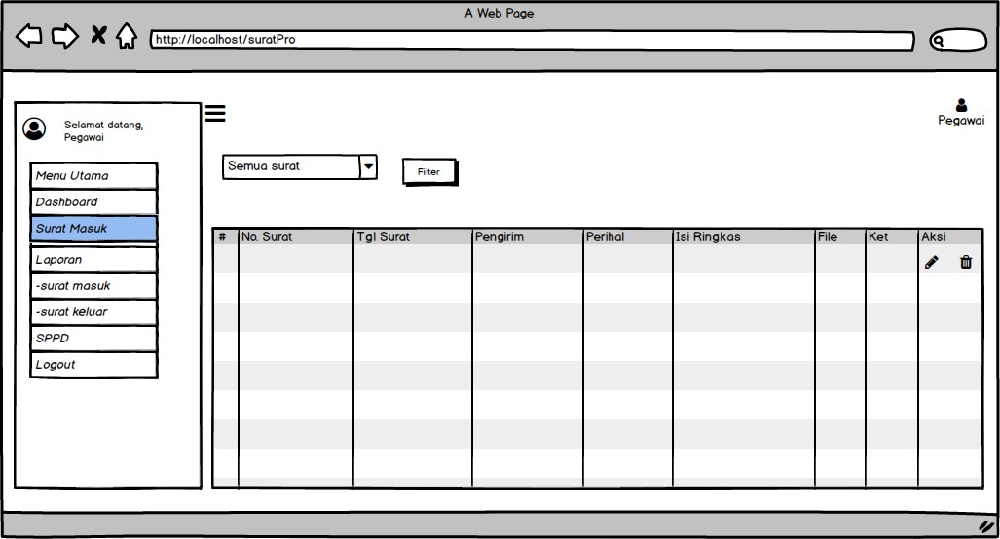 A Web Page
http://localhost/suratPro
Selamat datang,
Pegawai
Pegawai
Menu Utama
Dashboard
Surat Masuk
Laporan
-surat masuk
-surat keluar
SPPD
Logout
Semua surat
Filter
# No. Surat Tgl Surat Pengirim Perihal Isi Ringkas File Ket Aksi